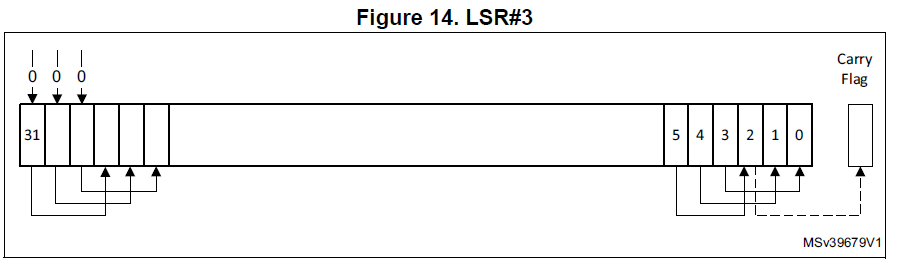 Figure 14. LSR#3
Carry
Flag
0 0 0
31 5 4 3 2 1 0
MSv39679V1